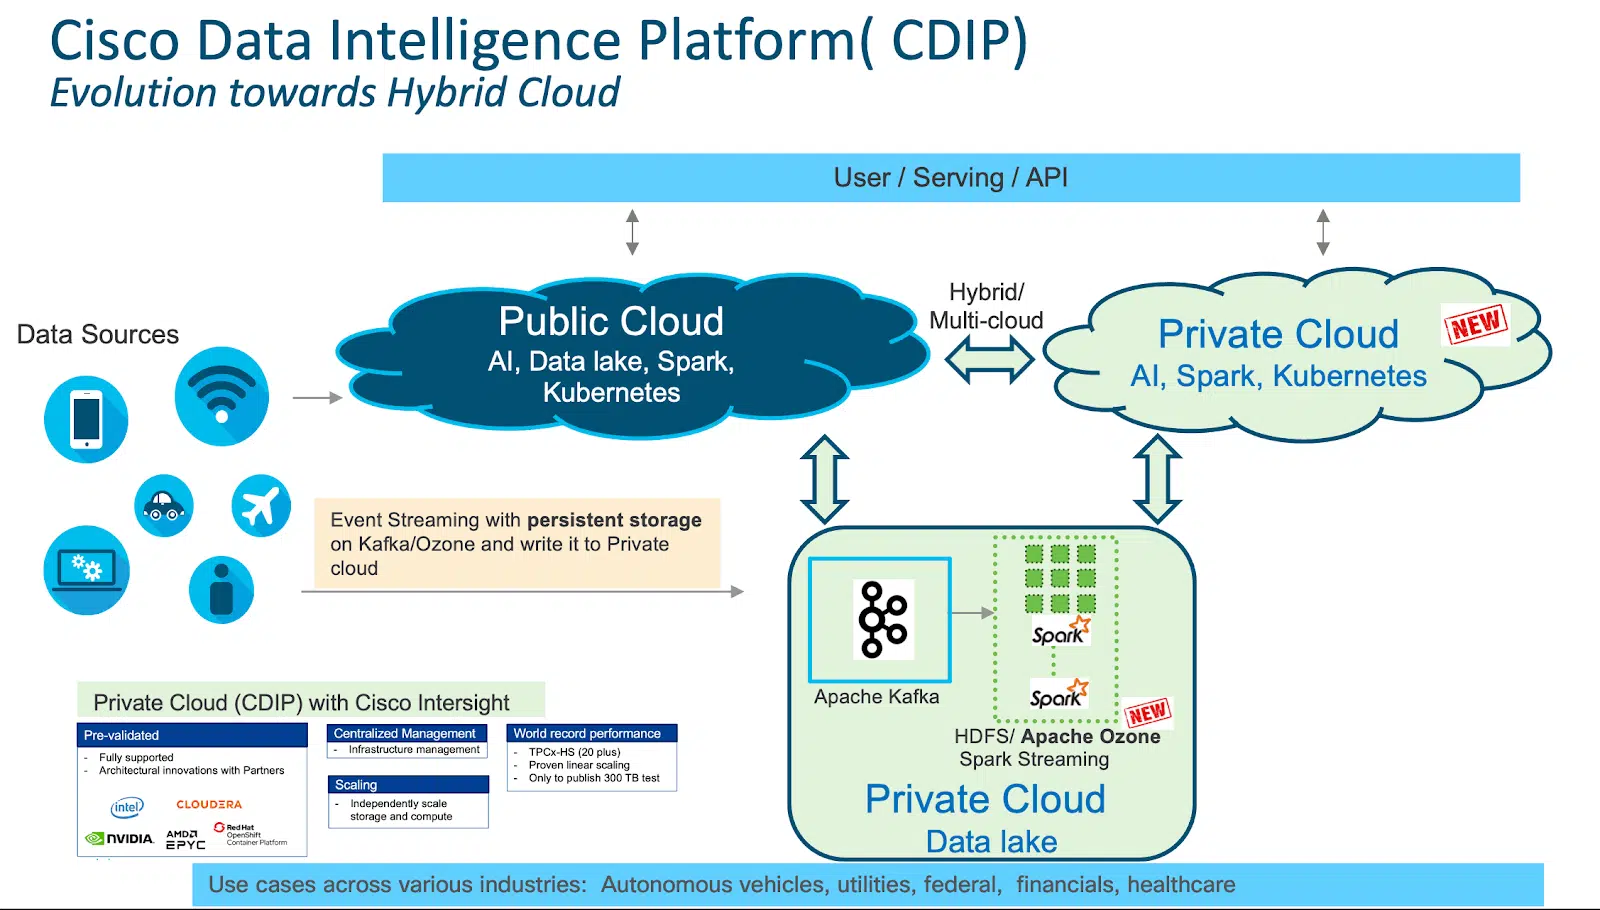 Cisco Data Intelligence Platform( CDIP)
Evolution towards Hybrid Cloud
User / Serving / API
Data Sources
Public Cloud
AI, Data lake, Spark,
Kubernetes
Hybrid/
Multi-cloud
Private Cloud
AI, Spark, Kubernetes
NEW
Event Streaming with persistent storage
on Kafka/Ozone and write it to Private
cloud
Apache Kafka
Spark
Spark
NEW
HDFS/ Apache Ozone
Spark Streaming
Private Cloud
Data lake
Private Cloud (CDIP) with Cisco Intersight
Pre-validated
- Fully supported
- Architectural innovations with Partners
intel
CLOUDERA
NVIDIA.
AMD
EPYC
Red Hat
OpenShift
Container Platform
Centralized Management
- Infrastructure management
Scaling
- Independently scale
storage and compute
World record performance
- TPCx-HS (20 plus)
- Proven linear scaling
- Only to publish 300 TB test
Use cases across various industries: Autonomous vehicles, utilities, federal, financials, healthcare